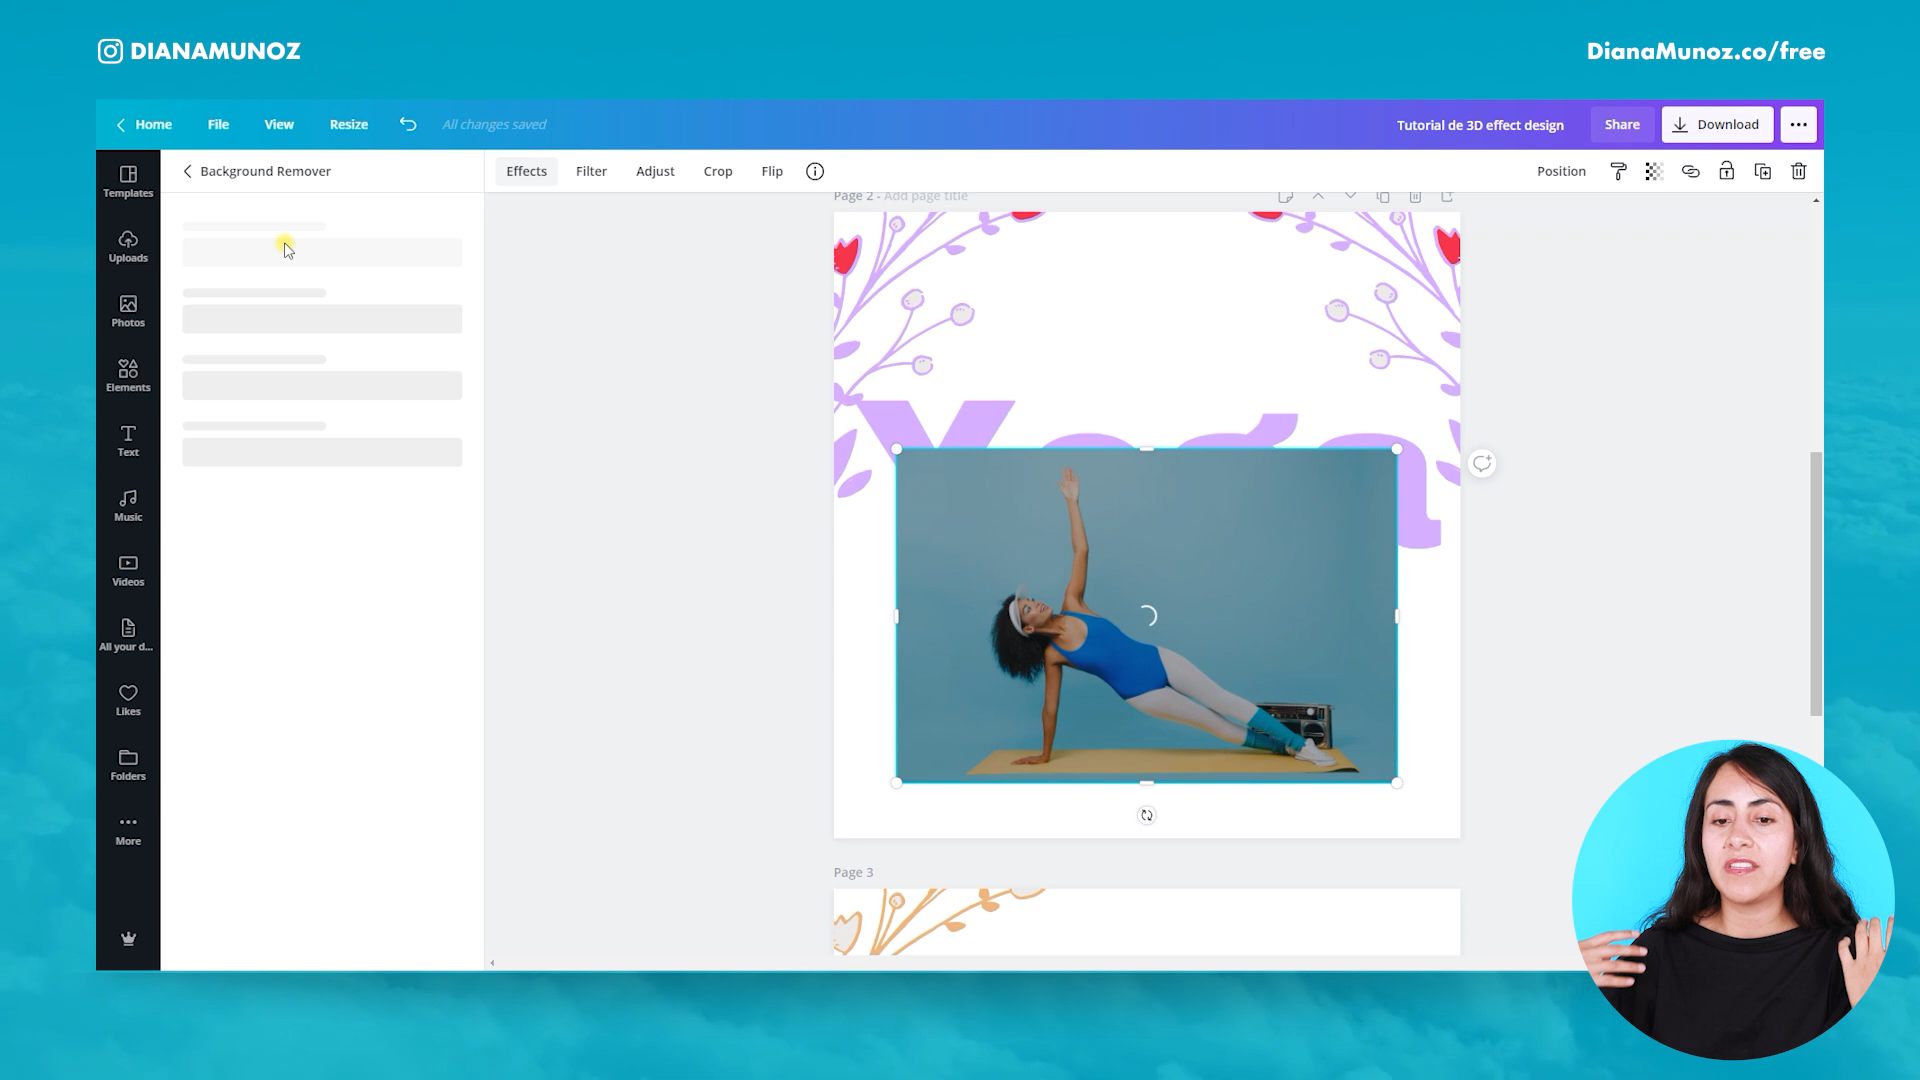 DIANAMUNOZ
DianaMunoz.co/free
Home File View Resize All changes saved
Tutorial de 3D effect design Share Download
Background Remover
Effects Filter Adjust Crop Flip
Position
Templates
Uploads
Photos
Elements
Text
Music
Videos
All your d...
Likes
Folders
More
Page 2 - Add page title
Yoga
Page 3